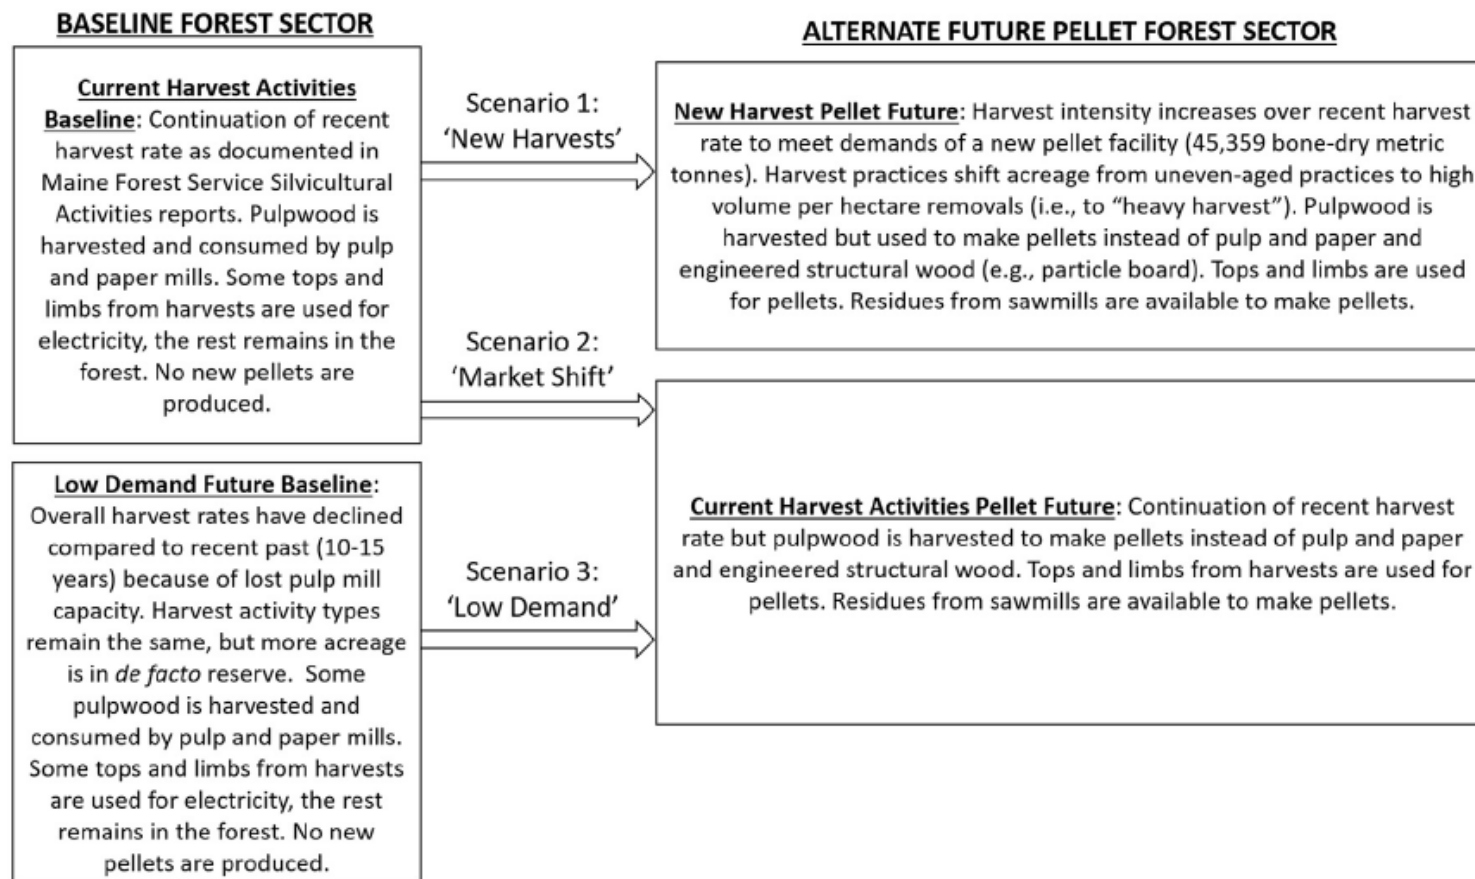 BASELINE FOREST SECTOR
Current Harvest Activities
Baseline: Continuation of recent
harvest rate as documented in
Maine Forest Service Silvicultural
Activities reports. Pulpwood is
harvested and consumed by pulp
and paper mills. Some tops and
limbs from harvests are used for
electricity, the rest remains in the
forest. No new pellets are
produced.
Low Demand Future Baseline:
Overall harvest rates have declined
compared to recent past (10-15
years) because of lost pulp mill
capacity. Harvest activity types
remain the same, but more acreage
is in de facto reserve. Some
pulpwood is harvested and
consumed by pulp and paper mills.
Some tops and limbs from harvests
are used for electricity, the rest
remains in the forest. No new
pellets are produced.
Scenario 1:
‘New Harvests’
Scenario 2:
‘Market Shift’
Scenario 3:
‘Low Demand’
ALTERNATE FUTURE PELLET FOREST SECTOR
New Harvest Pellet Future: Harvest intensity increases over recent harvest
rate to meet demands of a new pellet facility (45,359 bone-dry metric
tonnes). Harvest practices shift acreage from uneven-aged practices to high
volume per hectare removals (i.e., to “heavy harvest”). Pulpwood is
harvested but used to make pellets instead of pulp and paper and
engineered structural wood (e.g., particle board). Tops and limbs are used
for pellets. Residues from sawmills are available to make pellets.
Current Harvest Activities Pellet Future: Continuation of recent harvest
rate but pulpwood is harvested to make pellets instead of pulp and paper
and engineered structural wood. Tops and limbs from harvests are used for
pellets. Residues from sawmills are available to make pellets.